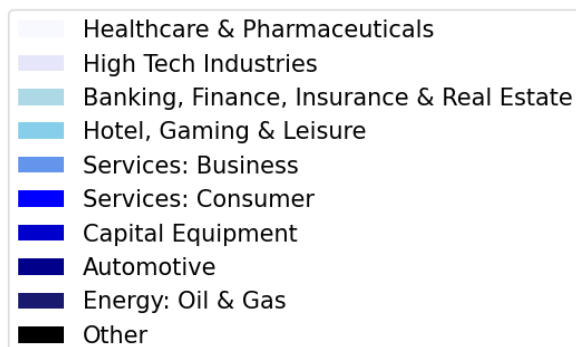 Healthcare & Pharmaceuticals
High Tech Industries
Banking, Finance, Insurance & Real Estate
Hotel, Gaming & Leisure
Services: Business
Services: Consumer
Capital Equipment
Automotive
Energy: Oil & Gas
Other